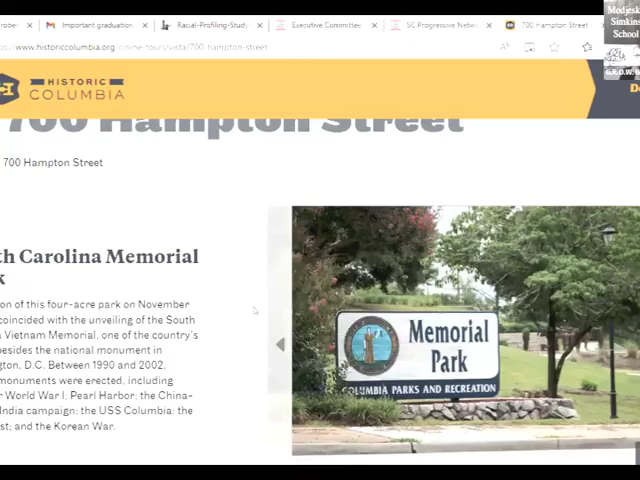 Important graduation
Racial-Profiling-Study
Executive Committee
SC Progressive Netw
700 Hampton Street
www.historiccolumbia.org/online-tours/vista/700-hampton-street
Modjesk
Simkins
School
G.R.O.W.
HISTORIC
COLUMBIA
700 Hampton Street
700 Hampton Street
th Carolina Memorial
k
on of this four-acre park on November
coincided with the unveiling of the South
a Vietnam Memorial, one of the country's
besides the national monument in
gton, D.C. Between 1990 and 2002,
monuments were erected, including
r World War I; Pearl Harbor; the China-
India campaign; the USS Columbia; the
st; and the Korean War.
Memorial
Park
COLUMBIA PARKS AND RECREATION